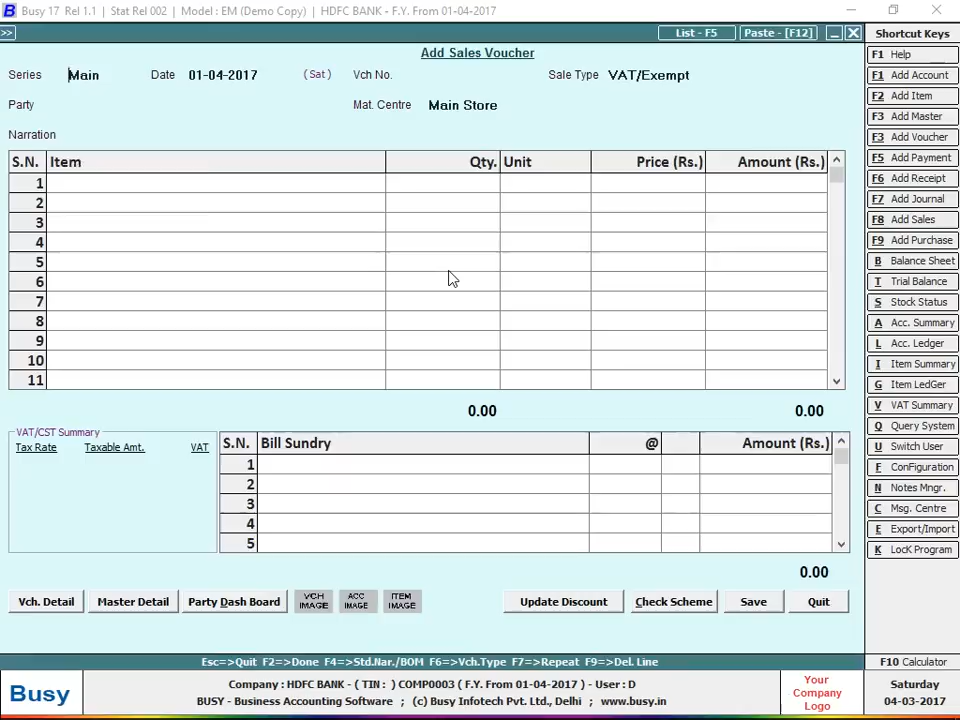 Busy 17 Rel 1.1 | Stat Rel 002 | Model : EM (Demo Copy) | HDFC BANK - F.Y. From 01-04-2017
>> List - F5 Paste - [F12] Shortcut Keys
Add Sales Voucher
Series Main Date 01-04-2017 (Sat) Vch No. Sale Type VAT/Exempt
Party Mat. Centre Main Store
Narration
S.N. Item Qty. Unit Price (Rs.) Amount (Rs.)
1
2
3
4
5
6
7
8
9
10
11
0.00 0.00
VAT/CST Summary
Tax Rate Taxable Amt. VAT
S.N. Bill Sundry @ Amount (Rs.)
1
2
3
4
5
0.00
Vch. Detail Master Detail Party Dash Board VCH IMAGE ACC IMAGE ITEM IMAGE Update Discount Check Scheme Save Quit
F1 Help
F1 Add Account
F2 Add Item
F3 Add Master
F3 Add Voucher
F5 Add Payment
F6 Add Receipt
F7 Add Journal
F8 Add Sales
F9 Add Purchase
B Balance Sheet
T Trial Balance
S Stock Status
A Acc. Summary
L Acc. Ledger
I Item Summary
G Item LedGer
V VAT Summary
Q Query System
U Switch User
F ConFiguration
N Notes Mngr.
C Msg. Centre
E Export/Import
K LocK Program
Esc=>Quit F2=>Done F4=>Std.Nar./BOM F6=>Vch.Type F7=>Repeat F9=>Del. Line
F10 Calculator
Busy
Company : HDFC BANK - ( TIN : ) COMP0003 ( F.Y. From 01-04-2017 ) - User : D
BUSY - Business Accounting Software ; (c) Busy Infotech Pvt. Ltd., Delhi ; www.busy.in
Your
Company
Logo
Saturday
04-03-2017